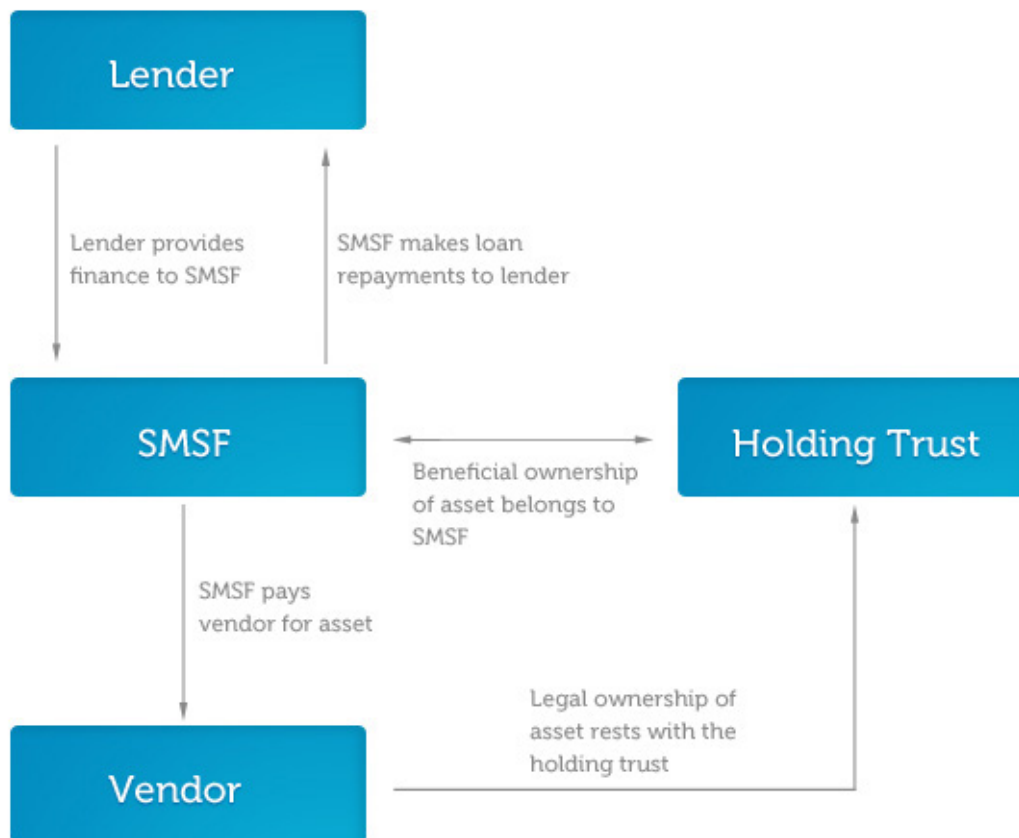 Lender
Lender provides
finance to SMSF
SMSF makes loan
repayments to lender
SMSF
Holding Trust
Beneficial ownership
of asset belongs to
SMSF
SMSF pays
vendor for asset
Legal ownership of
asset rests with the
holding trust
Vendor